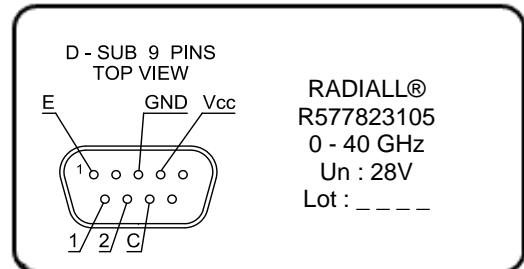 D - SUB 9 PINS
TOP VIEW
E GND Vcc
1
1 2 C
RADIALL®
R577823105
0 - 40 GHz
Un : 28V
Lot : _ _ _ _